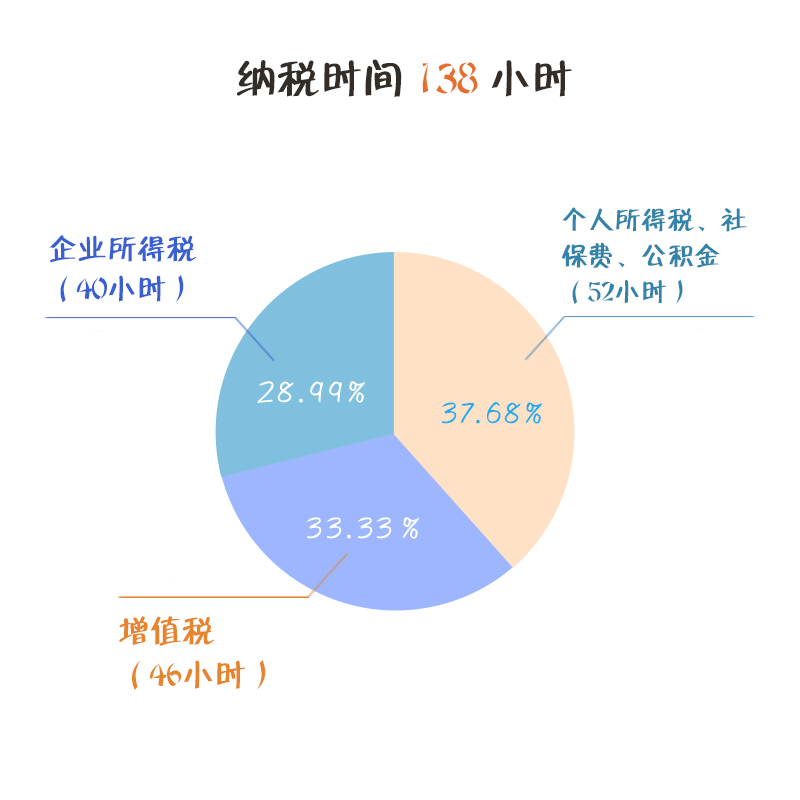 纳税时间 138 小时
个人所得税、社
保费、公积金
（52小时）
企业所得税
（40小时）
28.99%
37.68%
33.33%
增值税
（46小时）